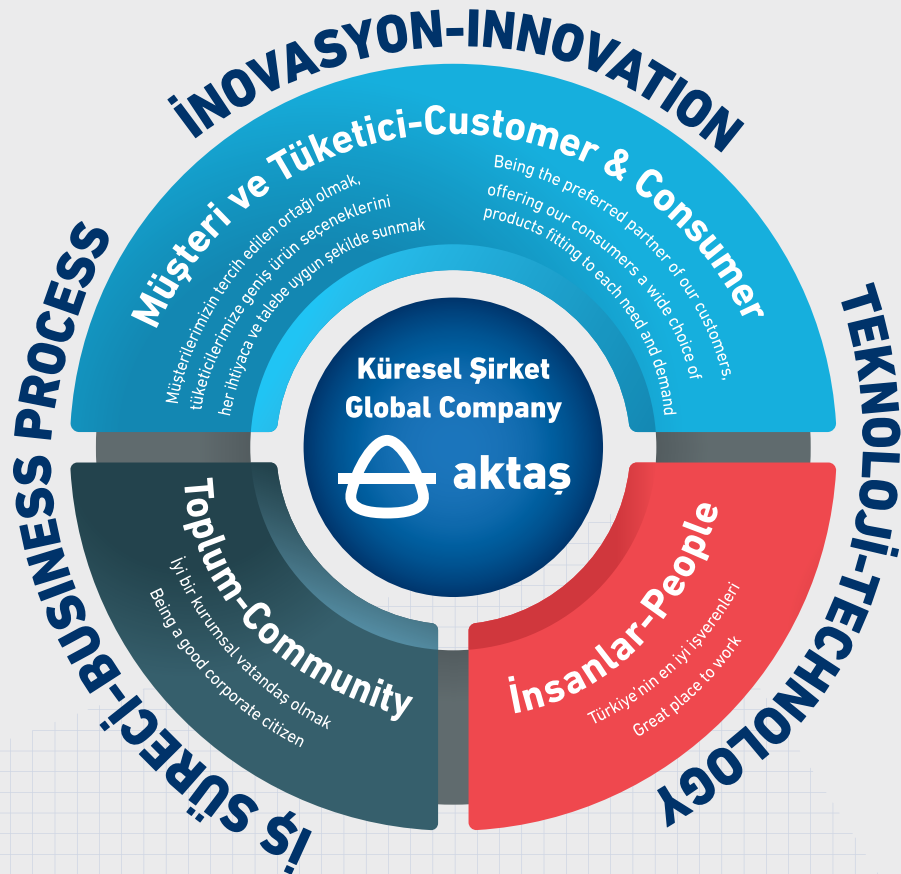 İNOVASYON-INNOVATION
Müşteri ve Tüketici-Customer & Consumer
Müşterilerimizin tercih edilen ortağı olmak,
tüketicilerimize geniş ürün seçeneklerini
her ihtiyaca ve talebe uygun şekilde sunmak
Being the preferred partner of our customers,
offering our consumers a wide choice of
products fitting to each need and demand
Küresel Şirket
Global Company
aktaş
Toplum-Community
İyi bir kurumsal vatandaş olmak
Being a good corporate citizen
İnsanlar-People
Türkiye'nin en iyi işverenleri
Great place to work
İŞ SÜRECİ-BUSINESS PROCESS
TEKNOLOJİ-TECHNOLOGY